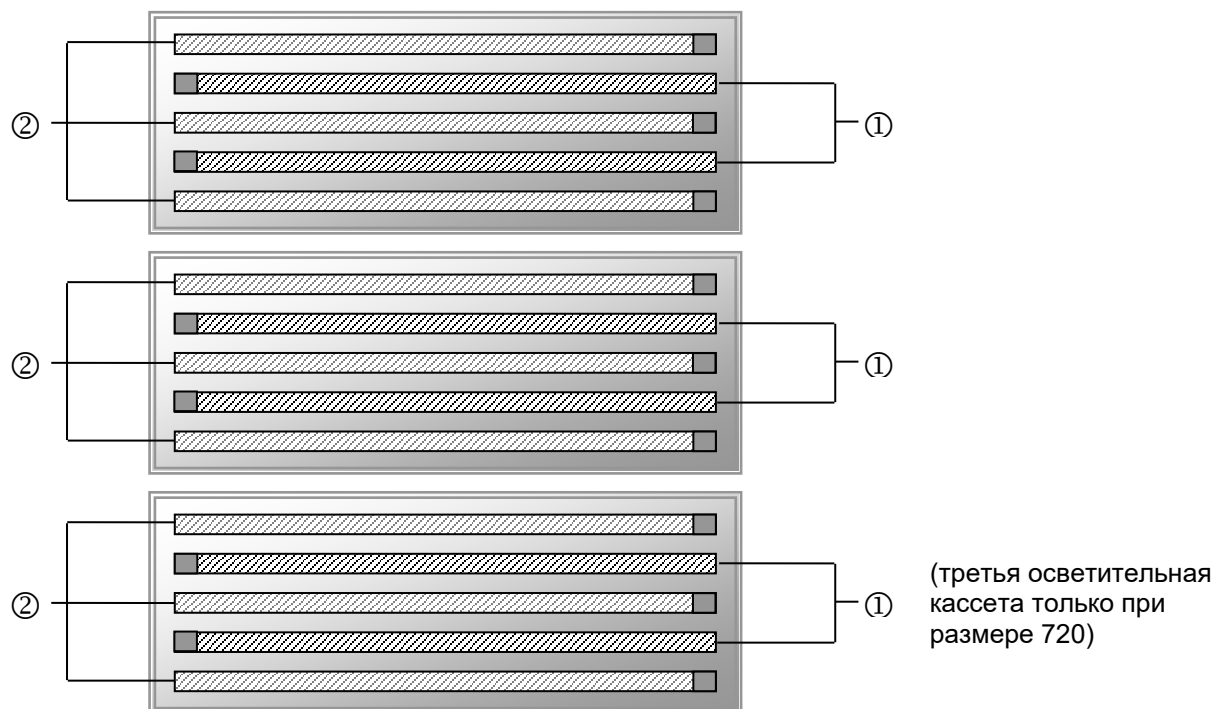 ② ①
② ①
② ①
(третья осветительная
кассета только при
размере 720)